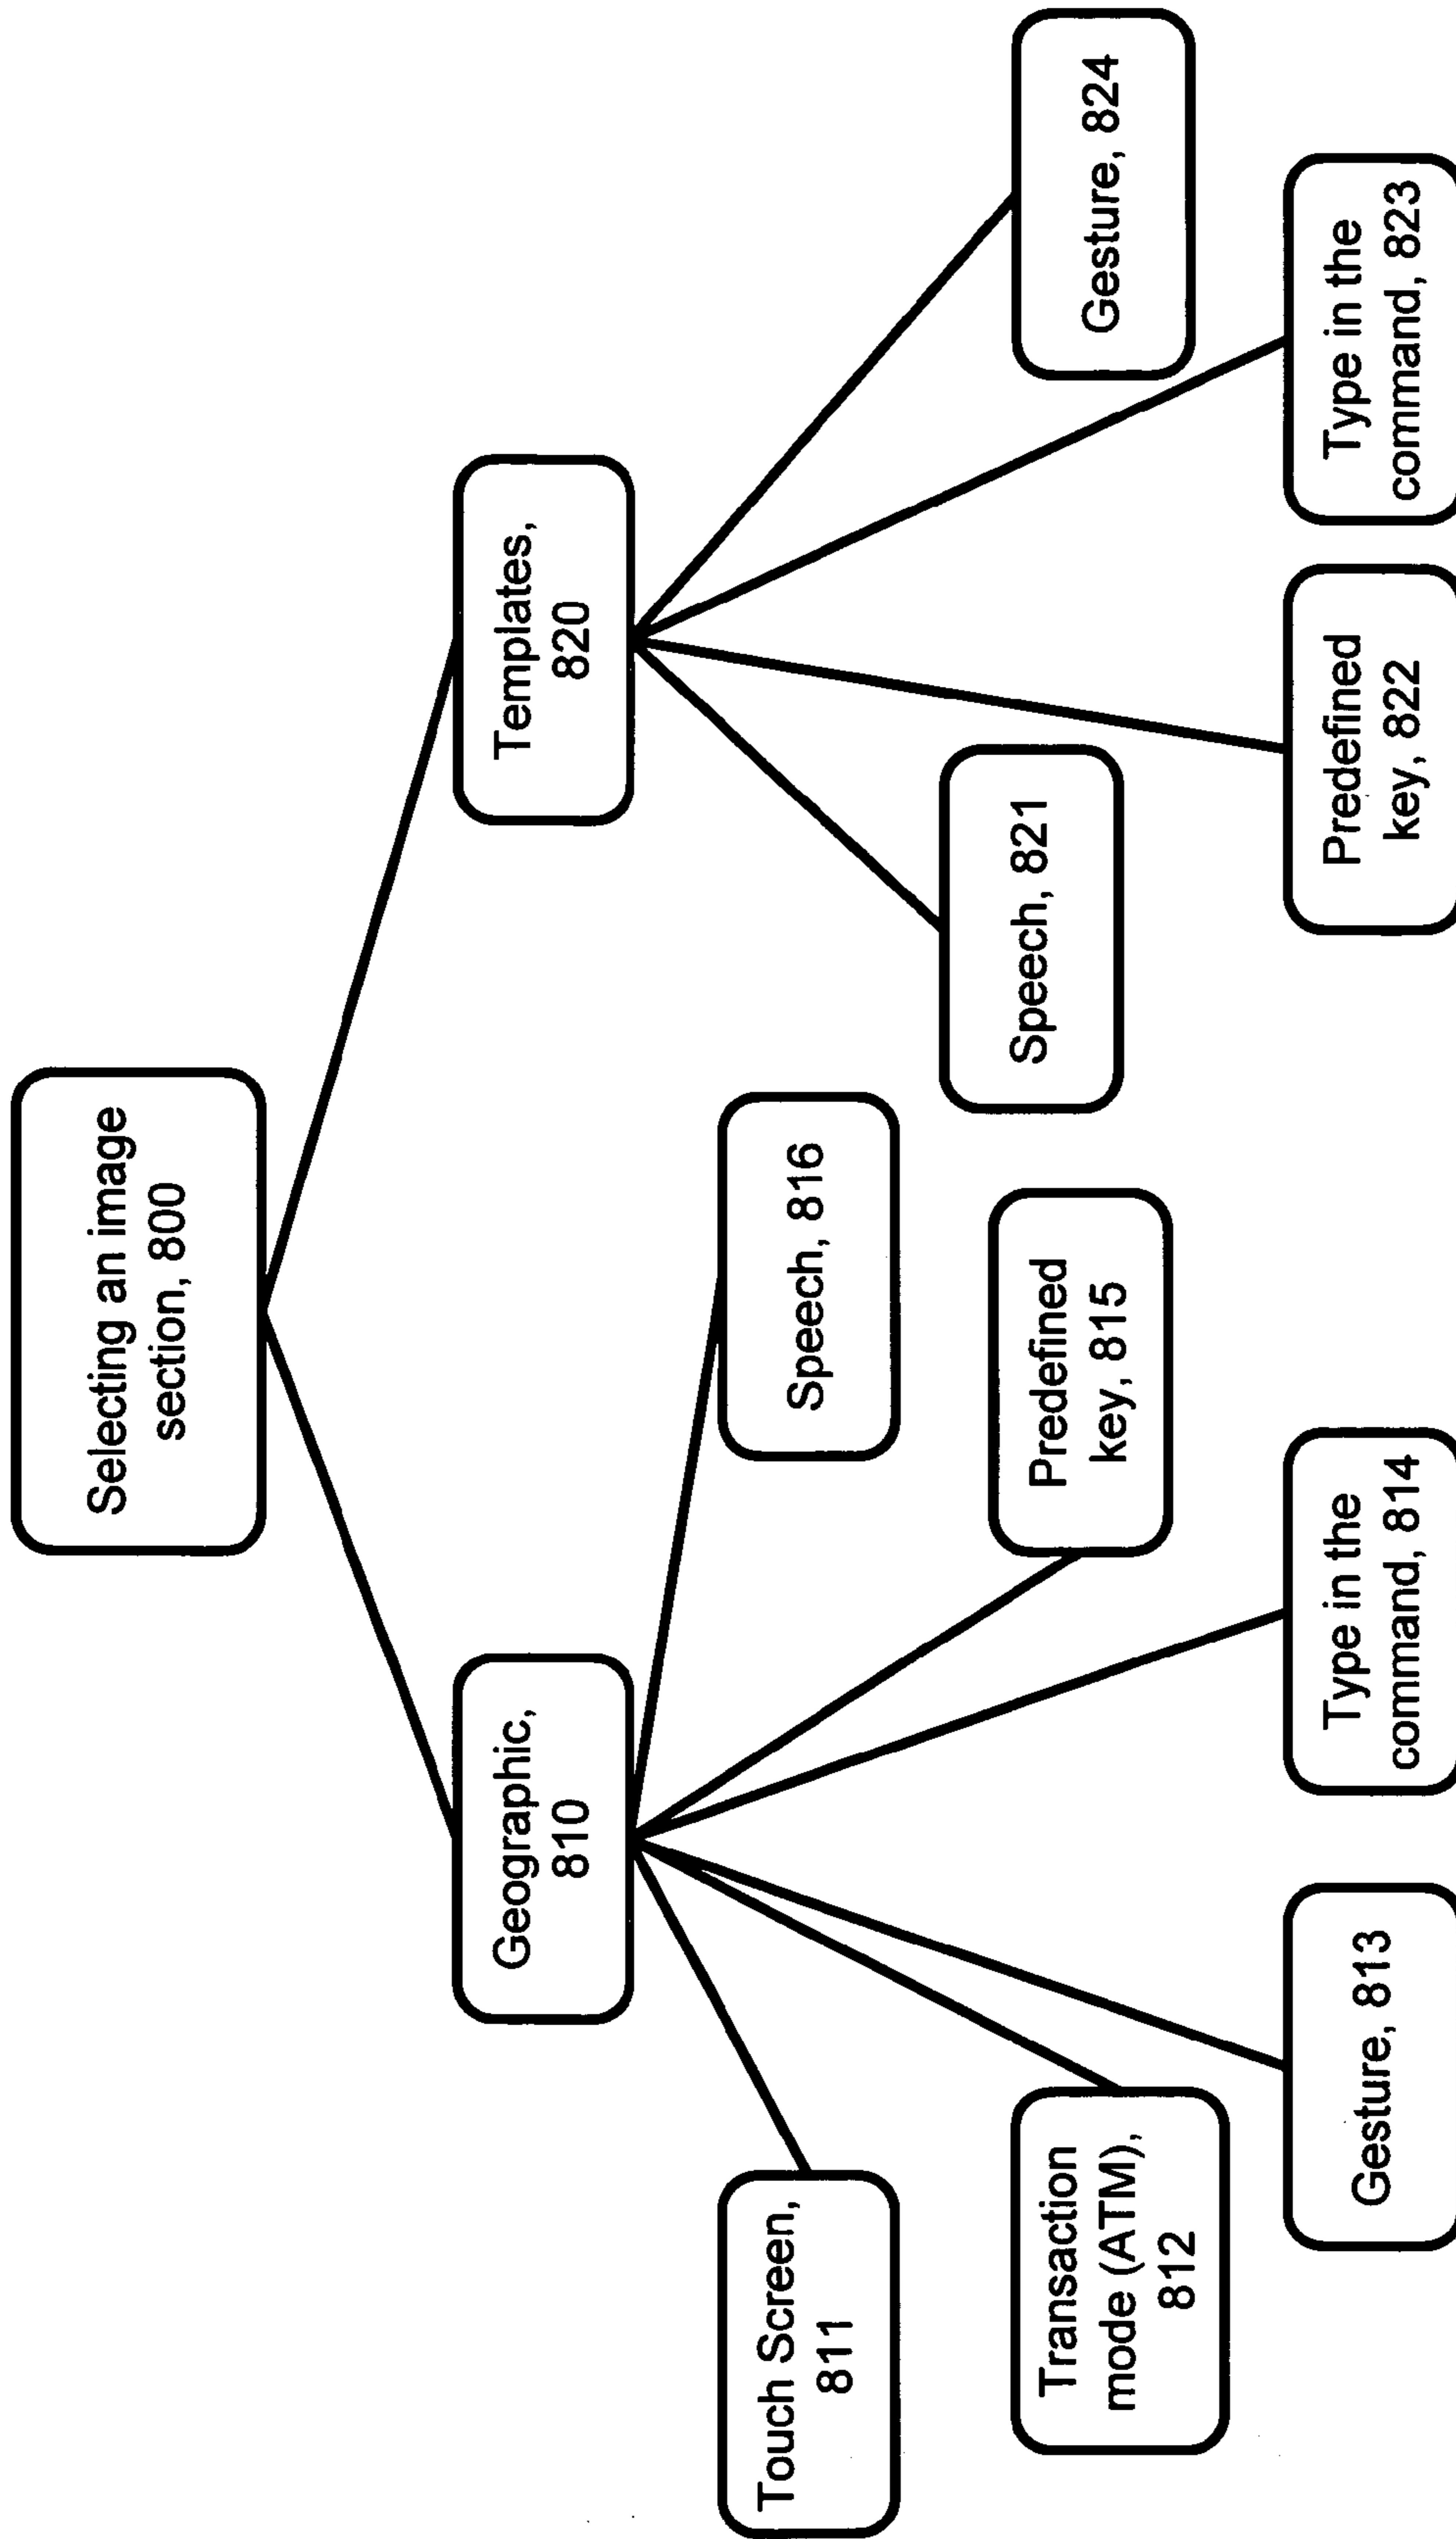 Selecting an image
section, 800
Geographic,
810
Templates,
820
Touch Screen,
811
Transaction
mode (ATM),
812
Gesture, 813
Type in the
command, 814
Predefined
key, 815
Speech, 816
Speech, 821
Predefined
key, 822
Type in the
command, 823
Gesture, 824